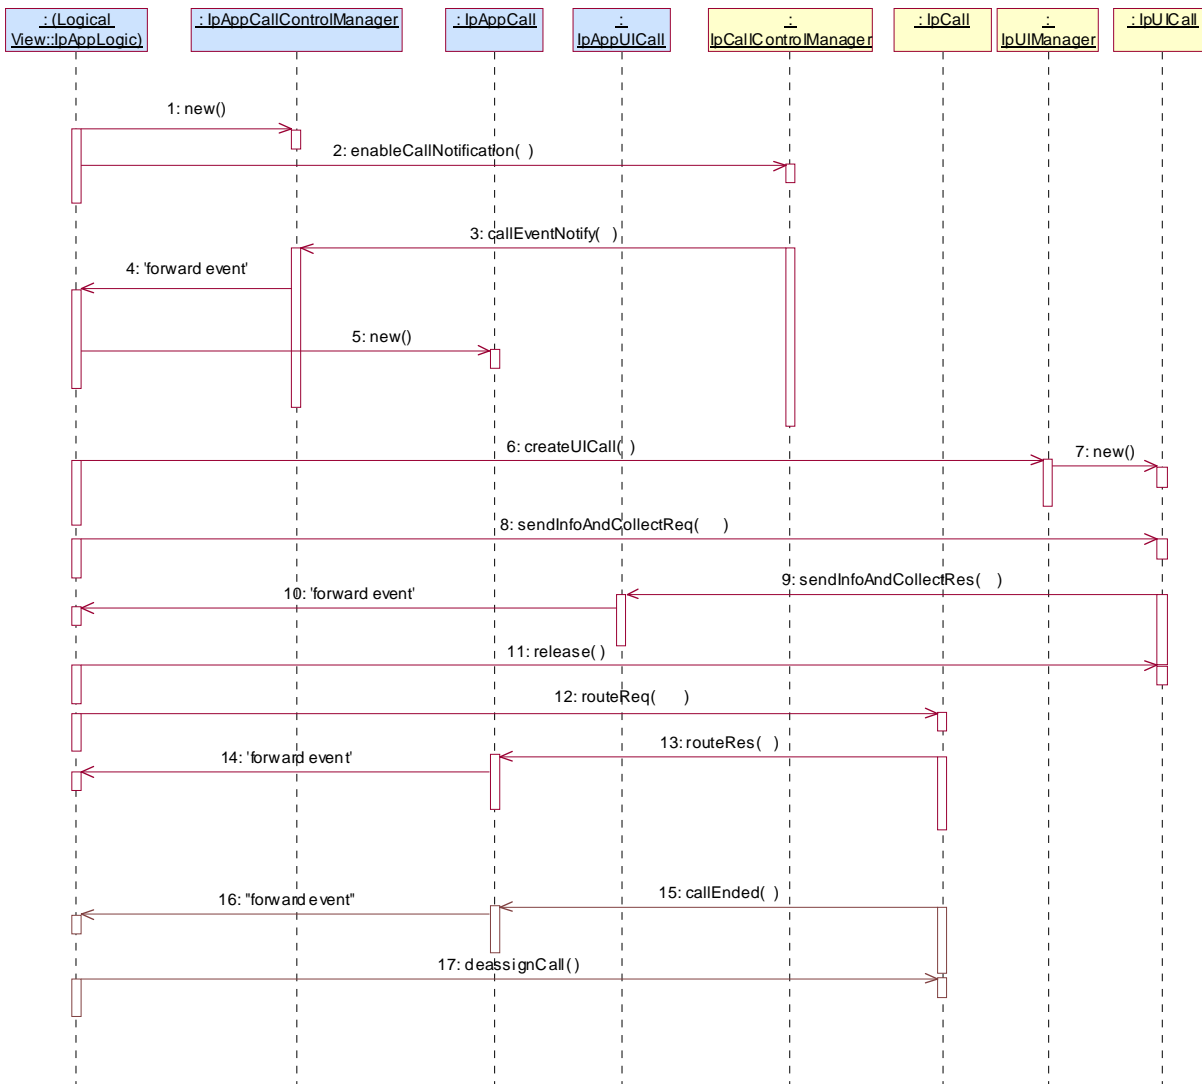 : (Logical
View::IpAppLogic)
: IpAppCallControlManager
: IpAppCall
:
IpAppUICall
:
IpCallControlManager
: IpCall
:
IpUIManager
: IpUICall
1: new()
2: enableCallNotification( )
3: callEventNotify( )
4: 'forward event'
5: new()
6: createUICall( )
7: new()
8: sendInfoAndCollectReq( )
9: sendInfoAndCollectRes( )
10: 'forward event'
11: release( )
12: routeReq( )
13: routeRes( )
14: 'forward event'
15: callEnded( )
16: "forward event"
17: deassignCall( )